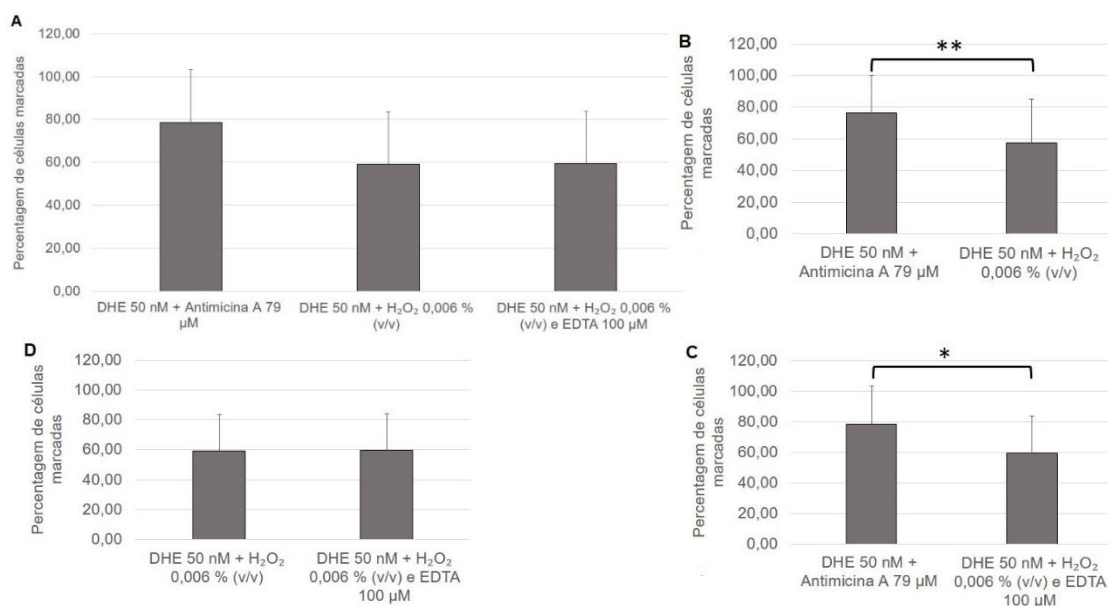 A
Percentagem de células marcadas
120,00
100,00
80,00
60,00
40,00
20,00
0,00
DHE 50 nM + Antimicina A 79
µM
DHE 50 nM + H₂O₂ 0,006 %
(v/v)
DHE 50 nM + H₂O₂ 0,006 %
(v/v) e EDTA 100 µM
B
Percentagem de células
marcadas
120,00
100,00
80,00
60,00
40,00
20,00
0,00
**
DHE 50 nM +
Antimicina A 79 µM
DHE 50 nM + H₂O₂
0,006 % (v/v)
D
Percentagem de células
marcadas
120,00
100,00
80,00
60,00
40,00
20,00
0,00
DHE 50 nM + H₂O₂
0,006 % (v/v)
DHE 50 nM + H₂O₂
0,006 % (v/v) e EDTA
100 µM
C
Percentagem de células
marcadas
120,00
100,00
80,00
60,00
40,00
20,00
0,00
*
DHE 50 nM +
Antimicina A 79 µM
DHE 50 nM + H₂O₂
0,006 % (v/v) e EDTA
100 µM